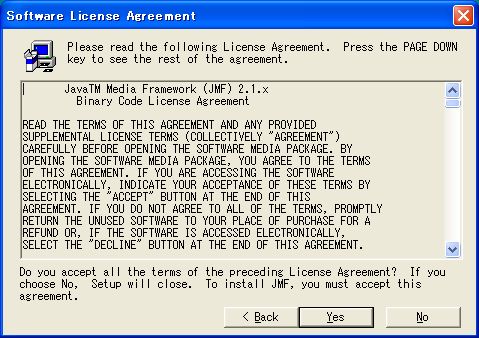 Software License Agreement
Please read the following License Agreement. Press the PAGE DOWN
key to see the rest of the agreement.
JavaTM Media Framework (JMF) 2.1.x
Binary Code License Agreement
READ THE TERMS OF THIS AGREEMENT AND ANY PROVIDED
SUPPLEMENTAL LICENSE TERMS (COLLECTIVELY "AGREEMENT")
CAREFULLY BEFORE OPENING THE SOFTWARE MEDIA PACKAGE. BY
OPENING THE SOFTWARE MEDIA PACKAGE, YOU AGREE TO THE TERMS
OF THIS AGREEMENT. IF YOU ARE ACCESSING THE SOFTWARE
ELECTRONICALLY, INDICATE YOUR ACCEPTANCE OF THESE TERMS BY
SELECTING THE "ACCEPT" BUTTON AT THE END OF THIS
AGREEMENT. IF YOU DO NOT AGREE TO ALL OF THE TERMS, PROMPTLY
RETURN THE UNUSED SOFTWARE TO YOUR PLACE OF PURCHASE FOR A
REFUND OR, IF THE SOFTWARE IS ACCESSED ELECTRONICALLY,
SELECT THE "DECLINE" BUTTON AT THE END OF THIS AGREEMENT.
Do you accept all the terms of the preceding License Agreement? If you
choose No, Setup will close. To install JMF, you must accept this
agreement.
< Back Yes No